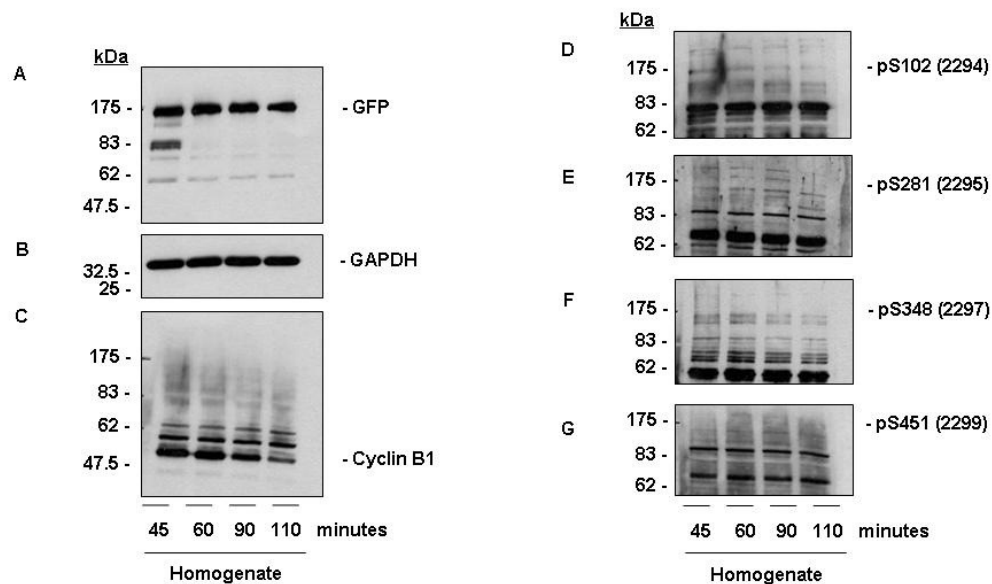 kDa
A
175 -
- GFP
83 -
62 -
47.5 -
B
- GAPDH
32.5 -
25 -
C
175 -
83 -
62 -
- Cyclin B1
47.5 -
45 60 90 110 minutes
Homogenate
kDa
D
- pS102 (2294)
175 -
83 -
62 -
E
175 -
- pS281 (2295)
83 -
62 -
F
175 -
- pS348 (2297)
83 -
62 -
G
175 -
- pS451 (2299)
83 -
62 -
45 60 90 110 minutes
Homogenate